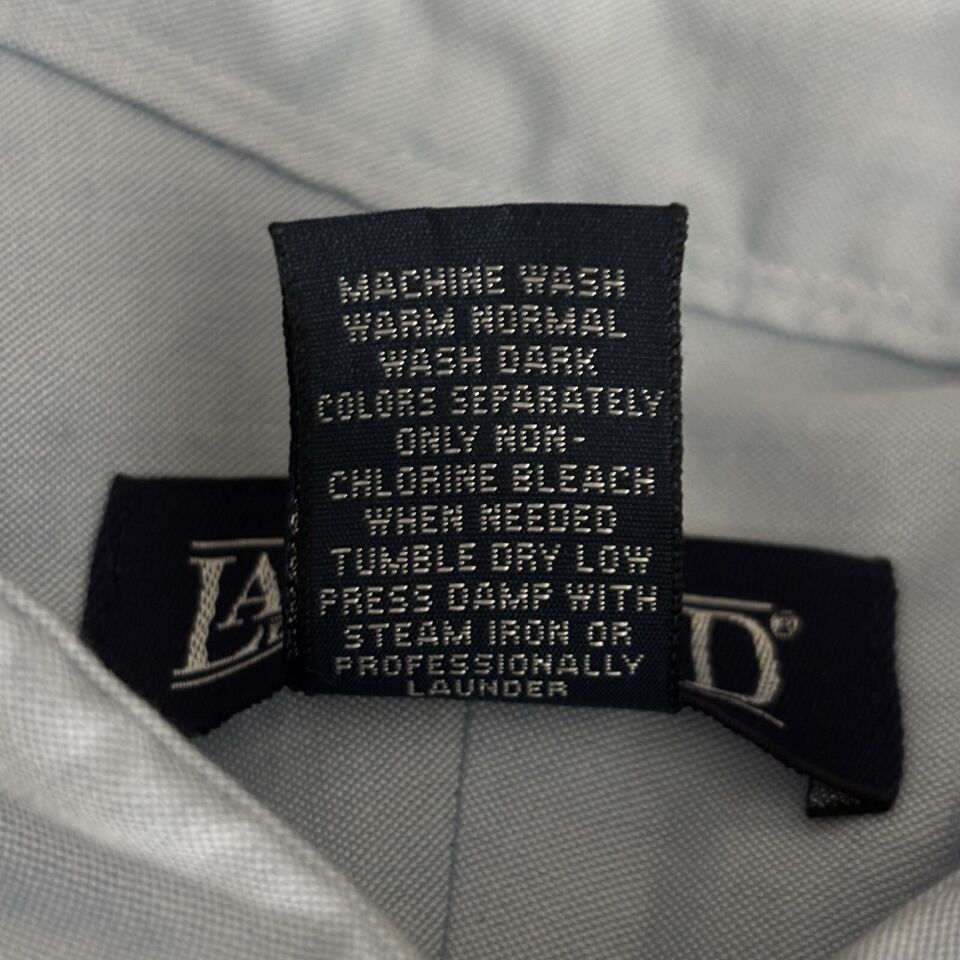 MACHINE WASH
WARM NORMAL
WASH DARK
COLORS SEPARATELY
ONLY NON-
CHLORINE BLEACH
WHEN NEEDED
TUMBLE DRY LOW
PRESS DAMP WITH
STEAM IRON OR
PROFESSIONALLY
LAUNDER